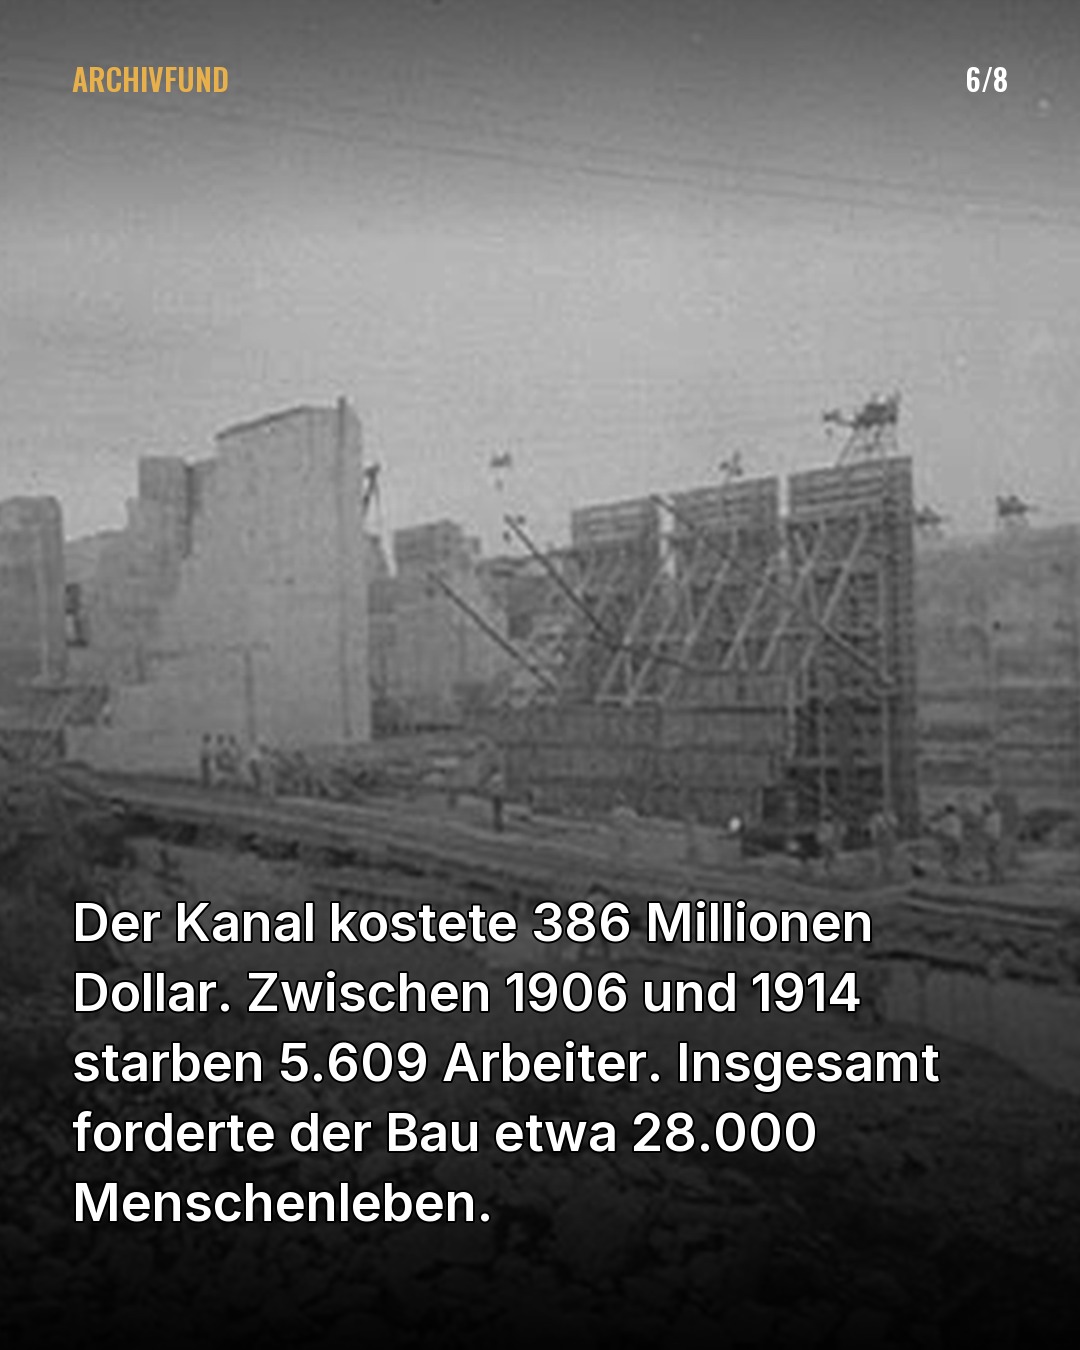 ARCHIVFUND
6/8
Der Kanal kostete 386 Millionen
Dollar. Zwischen 1906 und 1914
starben 5.609 Arbeiter. Insgesamt
forderte der Bau etwa 28.000
Menschenleben.